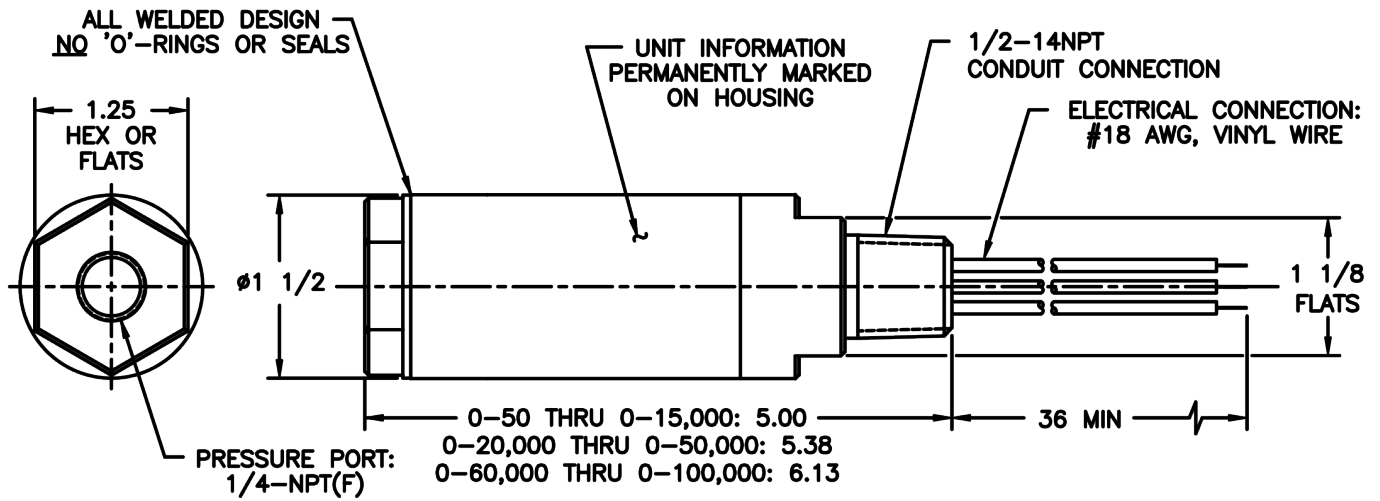 ALL WELDED DESIGN
NO 'O'-RINGS OR SEALS
UNIT INFORMATION
PERMANENTLY MARKED
ON HOUSING
1/2-14NPT
CONDUIT CONNECTION
ELECTRICAL CONNECTION:
#18 AWG, VINYL WIRE
1.25
HEX OR
FLATS
ø1 1/2
1 1/8
FLATS
0-50 THRU 0-15,000: 5.00
0-20,000 THRU 0-50,000: 5.38
0-60,000 THRU 0-100,000: 6.13
36 MIN
PRESSURE PORT:
1/4-NPT(F)